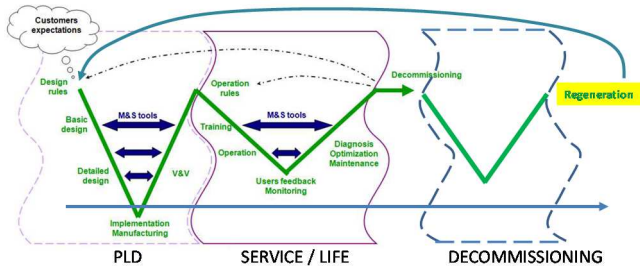 Customers
expectations
Design
rules
Operation
rules
Decommissioning
Regeneration
Basic
design
M&S tools
Training
M&S tools
Detailed
design
V&V
Operation
Diagnosis
Optimization
Maintenance
Users feedback
Monitoring
Implementation
Manufacturing
PLD
SERVICE / LIFE
DECOMMISSIONING